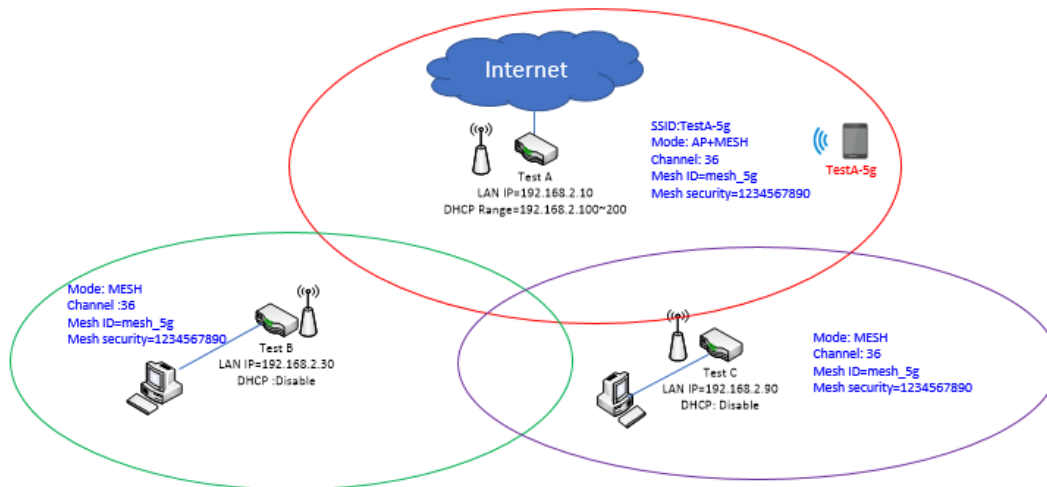 Internet
SSID:TestA-5g
Mode: AP+MESH
Channel: 36
Mesh ID=mesh_5g
Mesh security=1234567890
TestA-5g
Test A
LAN IP=192.168.2.10
DHCP Range=192.168.2.100~200
Mode: MESH
Channel :36
Mesh ID=mesh_5g
Mesh security=1234567890
Test B
LAN IP=192.168.2.30
DHCP :Disable
Test C
LAN IP=192.168.2.90
DHCP: Disable
Mode: MESH
Channel: 36
Mesh ID=mesh_5g
Mesh security=1234567890